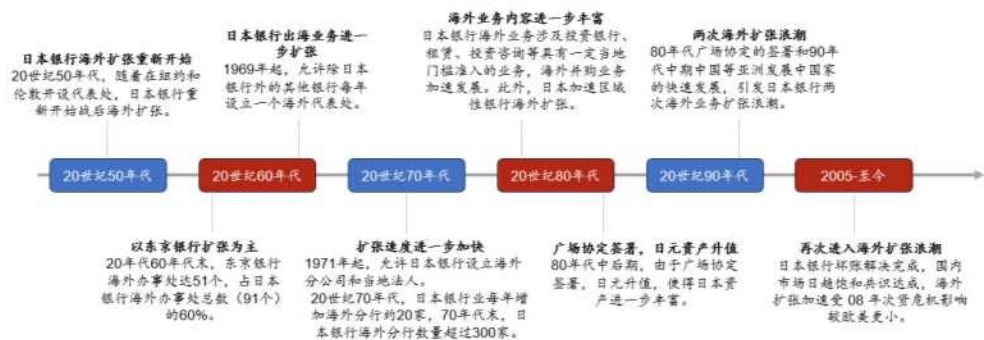 日本银行海外扩张重新开始
20世纪50年代，随着在纽约和
伦敦开设代表处，日本银行重
新开始战后海外扩张。
日本银行出海业务进一
步扩张
1969年起，允许除日本
银行外的其他银行每年
设立一个海外代表处。
海外业务内容进一步丰富
日本银行海外业务涉及投资银行、
租赁、投资咨询等具有一定当地
门槛准入的业务，海外并购业务
加速发展。此外，日本加速区域
性银行海外扩张。
两次海外扩张浪潮
80年代广场协定的签署和90年
代中期中国等亚洲发展中国家
的快速发展，引发日本银行两
次海外业务扩张浪潮。
20世纪50年代
20世纪60年代
20世纪70年代
20世纪80年代
20世纪90年代
2005-至今
以东京银行扩张为主
20年代60年代末，东京银行
海外办事处达51个，占日本
银行海外办事处总数（91个）
的60%。
扩张速度进一步加快
1971年起，允许日本银行设立海外
分公司和当地法人。
20世纪70年代，日本银行业每年增
加海外分行约20家，70年代末，日
本银行海外分行数量超过300家。
广场协定签署，日元资产升值
80年代中后期，由于广场协定
签署，日元升值，使得日本资
产进一步丰富。
再次进入海外扩张浪潮
日本银行坏账解决完成，国内
市场日趋饱和共识达成，海外
扩张加速受 08 年次贷危机影响
较欧美更小。